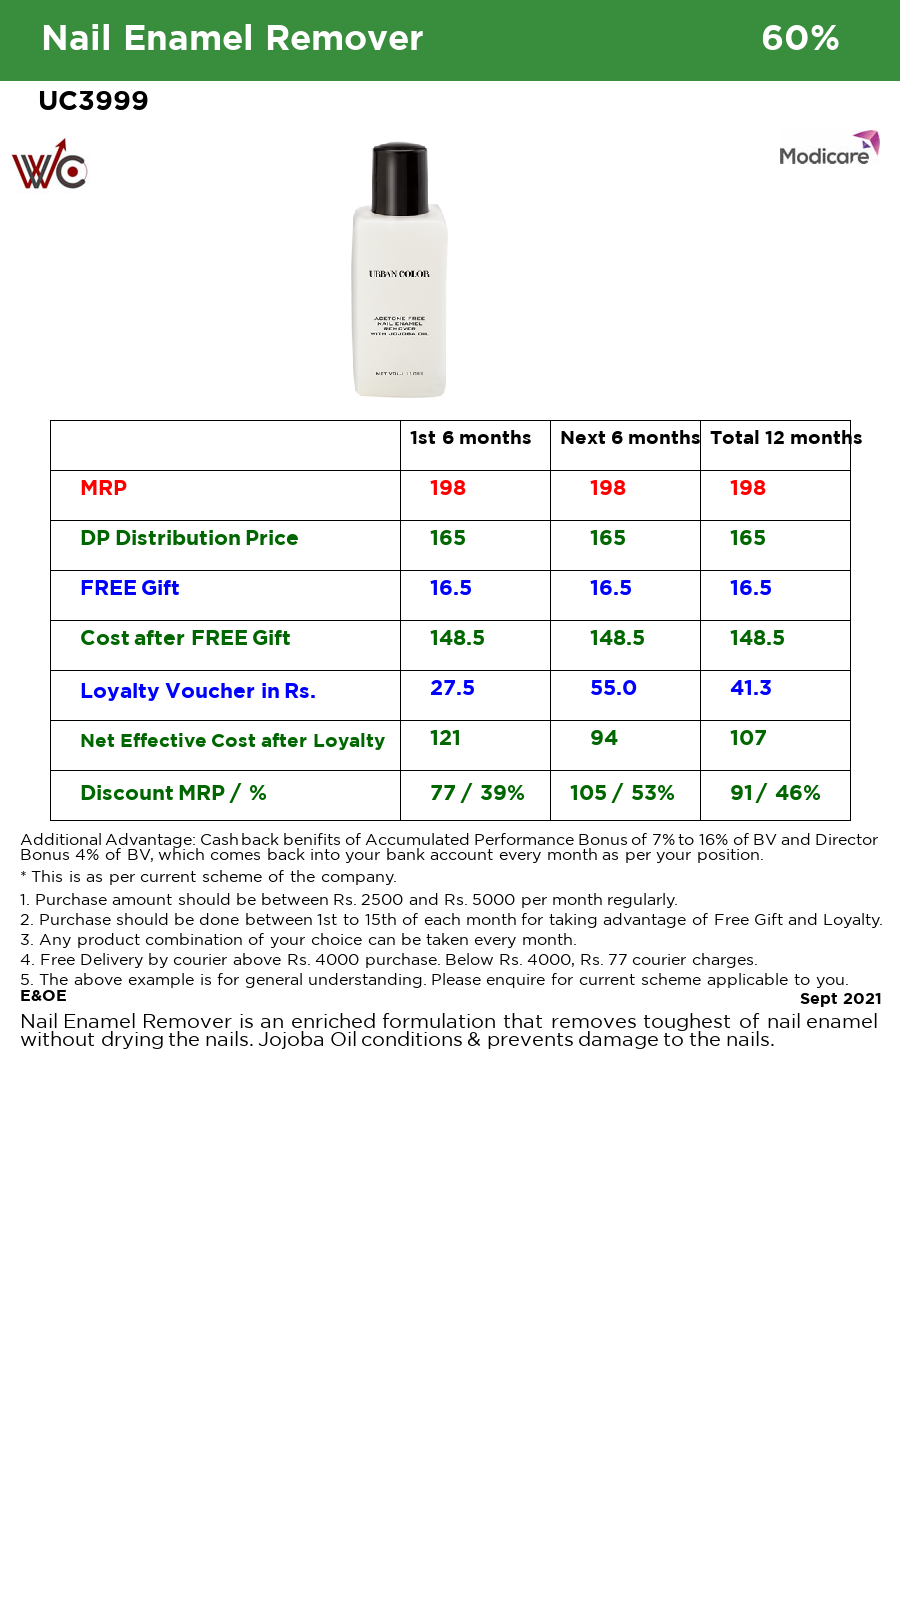 Nail Enamel Remover 60%
UC3999
WC
Modicare
URBAN COLOR
ACETONE FREE
NAIL ENAMEL
REMOVER
WITH JOJOBA OIL
1st 6 months Next 6 months Total 12 months
MRP 198 198 198
DP Distribution Price 165 165 165
FREE Gift 16.5 16.5 16.5
Cost after FREE Gift 148.5 148.5 148.5
Loyalty Voucher in Rs. 27.5 55.0 41.3
Net Effective Cost after Loyalty 121 94 107
Discount MRP / % 77 / 39% 105 / 53% 91 / 46%
Additional Advantage: Cashback benifits of Accumulated Performance Bonus of 7% to 16% of BV and Director
Bonus 4% of BV, which comes back into your bank account every month as per your position.
* This is as per current scheme of the company.
1. Purchase amount should be between Rs. 2500 and Rs. 5000 per month regularly.
2. Purchase should be done between 1st to 15th of each month for taking advantage of Free Gift and Loyalty.
3. Any product combination of your choice can be taken every month.
4. Free Delivery by courier above Rs. 4000 purchase. Below Rs. 4000, Rs. 77 courier charges.
5. The above example is for general understanding. Please enquire for current scheme applicable to you.
E&OE Sept 2021
Nail Enamel Remover is an enriched formulation that removes toughest of nail enamel
without drying the nails. Jojoba Oil conditions & prevents damage to the nails.